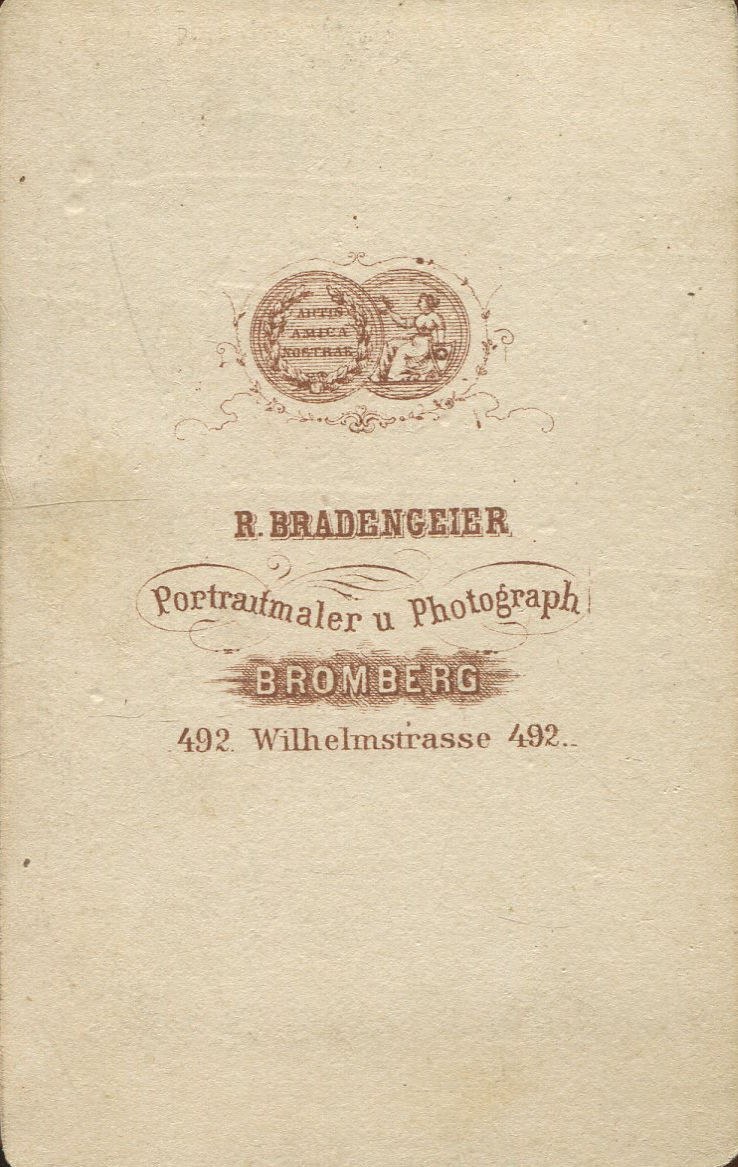 ARTIS
AMICA
NOSTRAE
R. BRADENGEIER
Portraitmaler u Photograph
BROMBERG
492. Wilhelmstrasse 492.